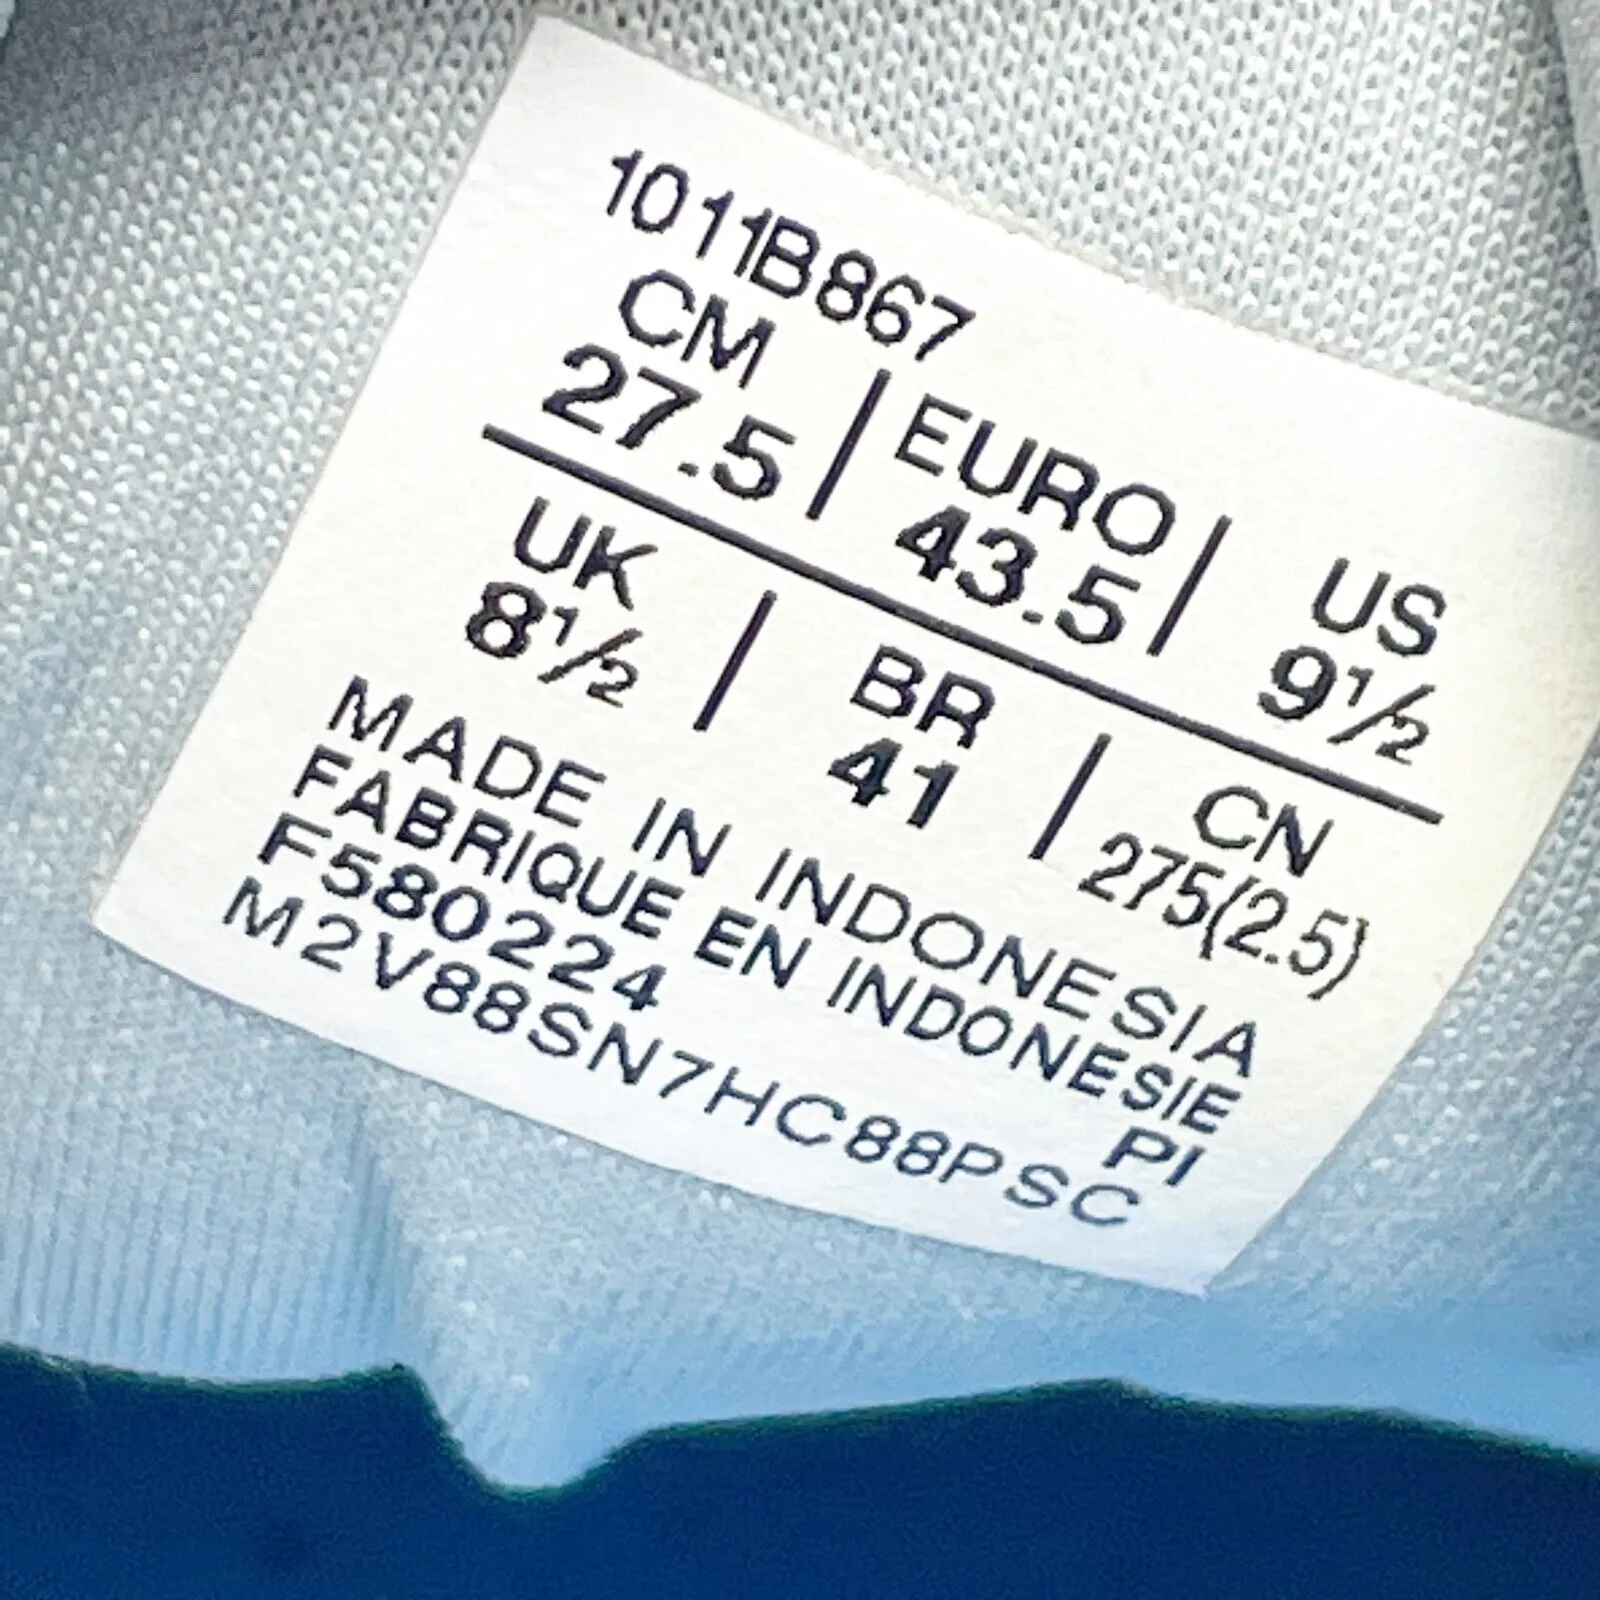 1011B867
CM | EURO | US
27.5 | 43.5 | 9½
UK | BR | CN
8½ | 41 | 275(2.5)
MADE IN INDONESIA
FABRIQUE EN INDONESIE
F580224 PI
M2V88SN7HC88PSC